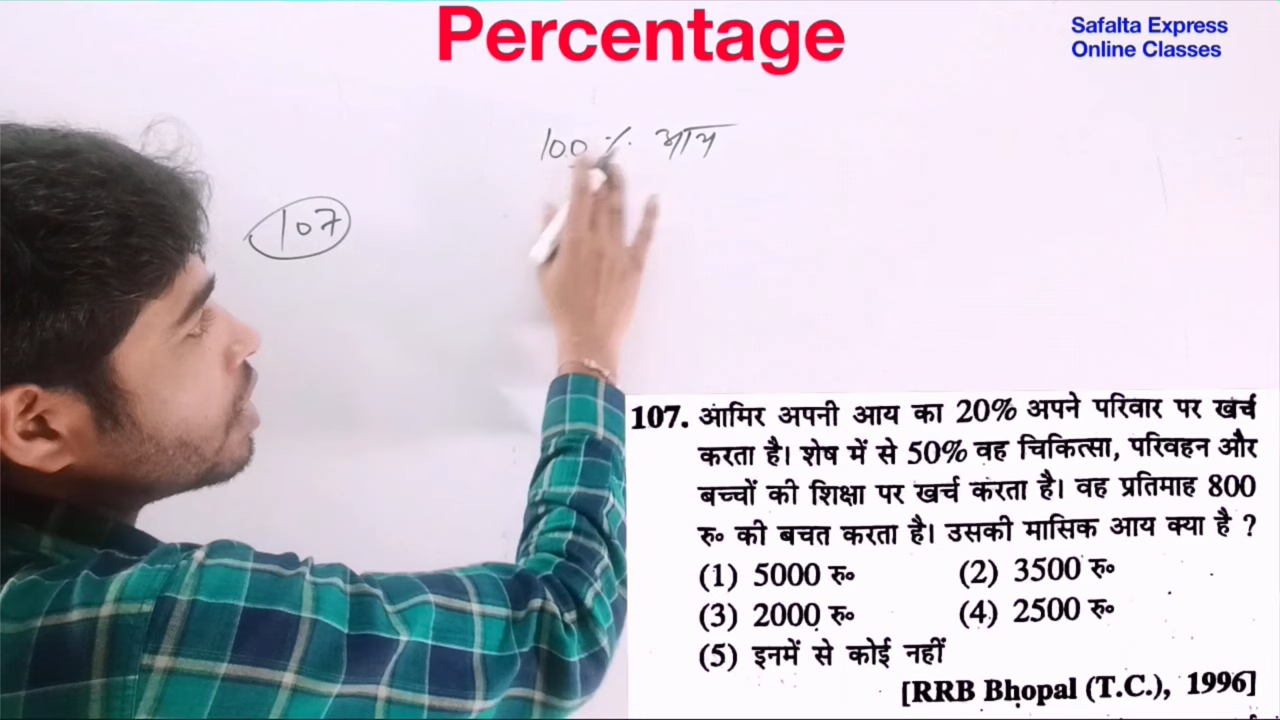 Percentage
Safalta Express
Online Classes
100 % आय
107
107. आमिर अपनी आय का 20% अपने परिवार पर खर्च
करता है। शेष में से 50% वह चिकित्सा, परिवहन और
बच्चों की शिक्षा पर खर्च करता है। वह प्रतिमाह 800
रु० की बचत करता है। उसकी मासिक आय क्या है ?
(1) 5000 रु० (2) 3500 रु०
(3) 2000 रु० (4) 2500 रु०
(5) इनमें से कोई नहीं
[RRB Bhopal (T.C.), 1996]